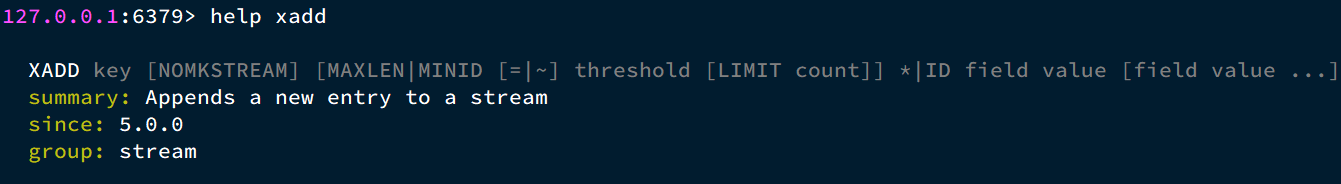 127.0.0.1:6379> help xadd
XADD key [NOMKSTREAM] [MAXLEN|MINID [=|~] threshold [LIMIT count]] *|ID field value [field value ...]
summary: Appends a new entry to a stream
since: 5.0.0
group: stream